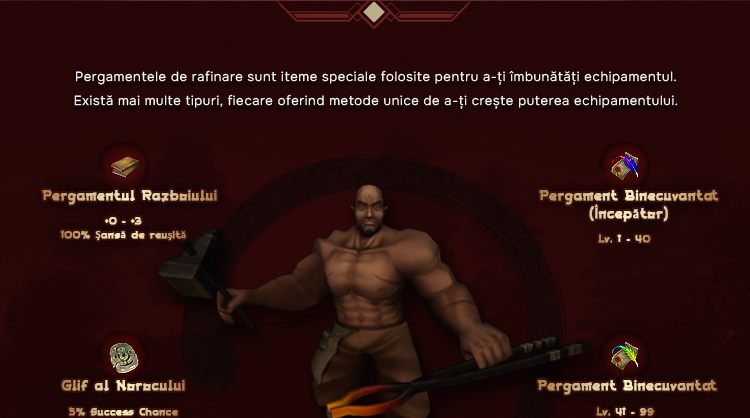 Pergamentele de rafinare sunt iteme speciale folosite pentru a-ți îmbunătăți echipamentul.
Există mai multe tipuri, fiecare oferind metode unice de a-ți crește puterea echipamentului.
Pergamentul Razboiului
+0 - +3
100% Șansă de reușită
Pergament Binecuvantat
(Începător)
Lv. 1 - 40
Glif al Norocului
5% Success Chance
Pergament Binecuvantat
Lv. 41 - 99